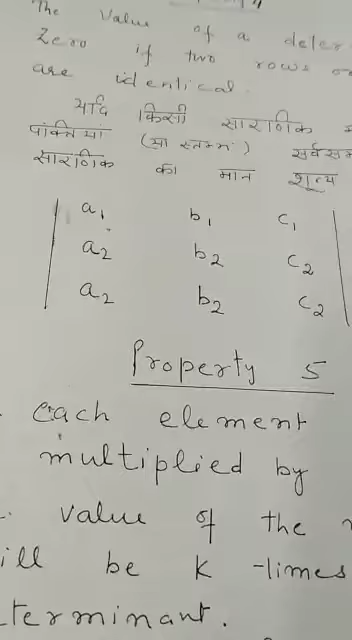 The value of a deter
zero if two rows or
are identical.
यदि किसी सारणिक
पंक्तियां (या स्तम्भ) सर्वसम
सारणिक का मान शून्य
a1 b1 c1
a2 b2 c2
a2 b2 c2
Property 5
each element
multiplied by
value of the
ill be k-times
terminant.